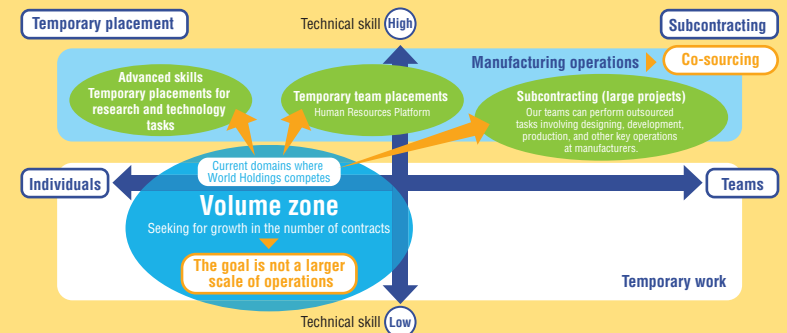 Temporary placement
Technical skill High
Subcontracting
Manufacturing operations
Co-sourcing
Advanced skills
Temporary placements for
research and technology
tasks
Temporary team placements
Human Resources Platform
Subcontracting (large projects)
Our teams can perform outsourced
tasks involving designing, development,
production, and other key operations
at manufacturers.
Current domains where
World Holdings competes
Individuals
Teams
Volume zone
Seeking for growth in the number of contracts
The goal is not a larger
scale of operations
Temporary work
Technical skill Low